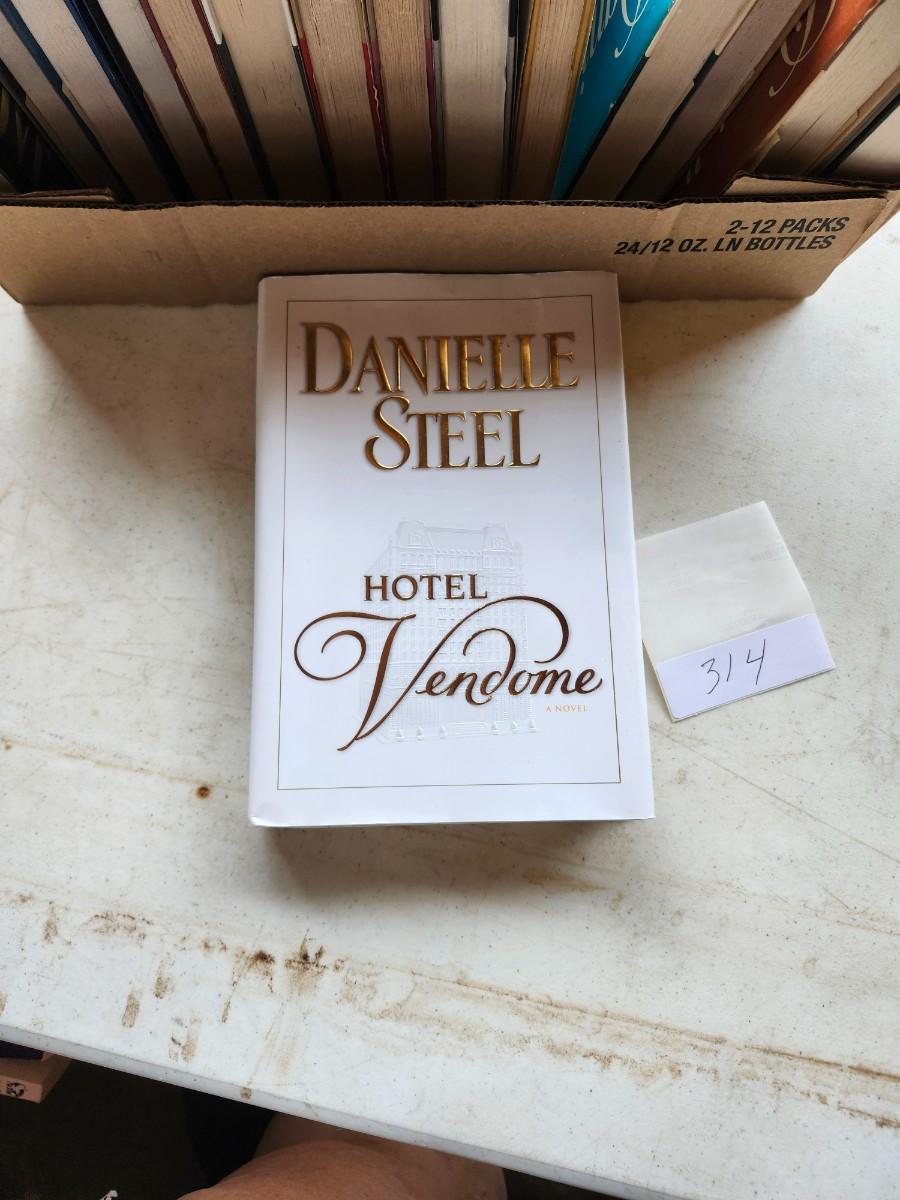 2-12 PACKS
24/12 OZ. LN BOTTLES
DANIELLE
STEEL
HOTEL
Vendome
A NOVEL
314